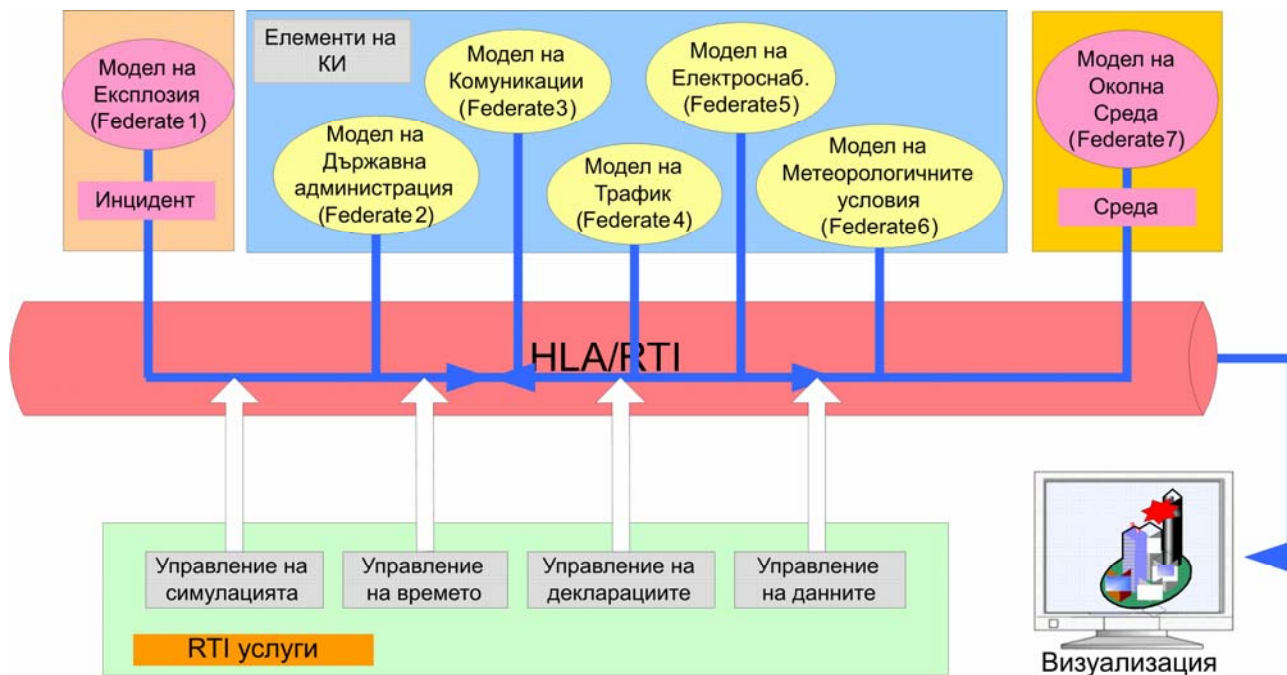 Модел на
Експлозия
(Federate 1)
Инцидент
Елементи на
КИ
Модел на
Държавна
администрация
(Federate 2)
Модел на
Комуникации
(Federate3)
Модел на
Трафик
(Federate 4)
Модел на
Електроснаб.
(Federate5)
Модел на
Метеорологичните
условия
(Federate6)
Модел на
Околна
Среда
(Federate7)
Среда
HLA/RTI
Управление на
симулацията
Управление
на времето
Управление на
декларациите
Управление
на данните
RTI услуги
Визуализация